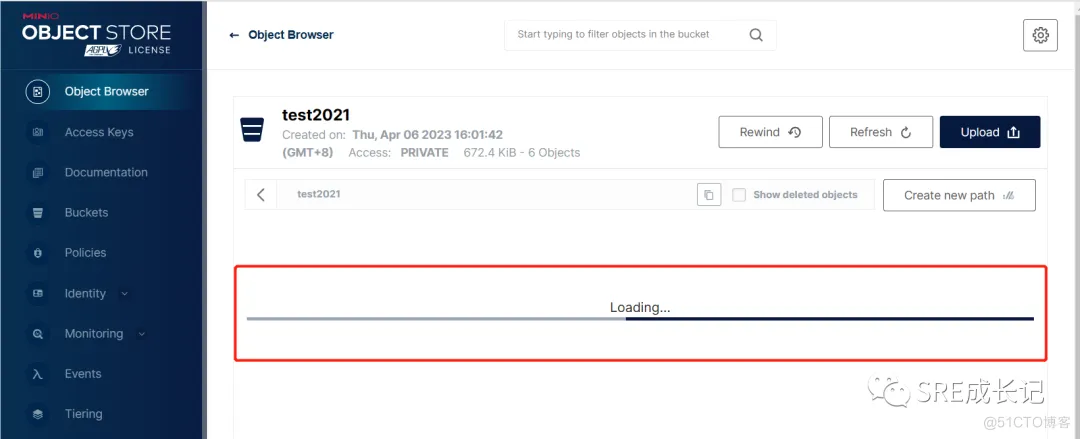 MINIO
OBJECT STORE
AGPLv3 LICENSE
Object Browser
Access Keys
Documentation
Buckets
Policies
Identity
Monitoring
Events
Tiering
← Object Browser
Start typing to filter objects in the bucket
test2021
Created on: Thu, Apr 06 2023 16:01:42
(GMT+8) Access: PRIVATE 672.4 KiB - 6 Objects
Rewind
Refresh
Upload
test2021
Show deleted objects
Create new path
Loading...
SRE成长记
@51CTO博客